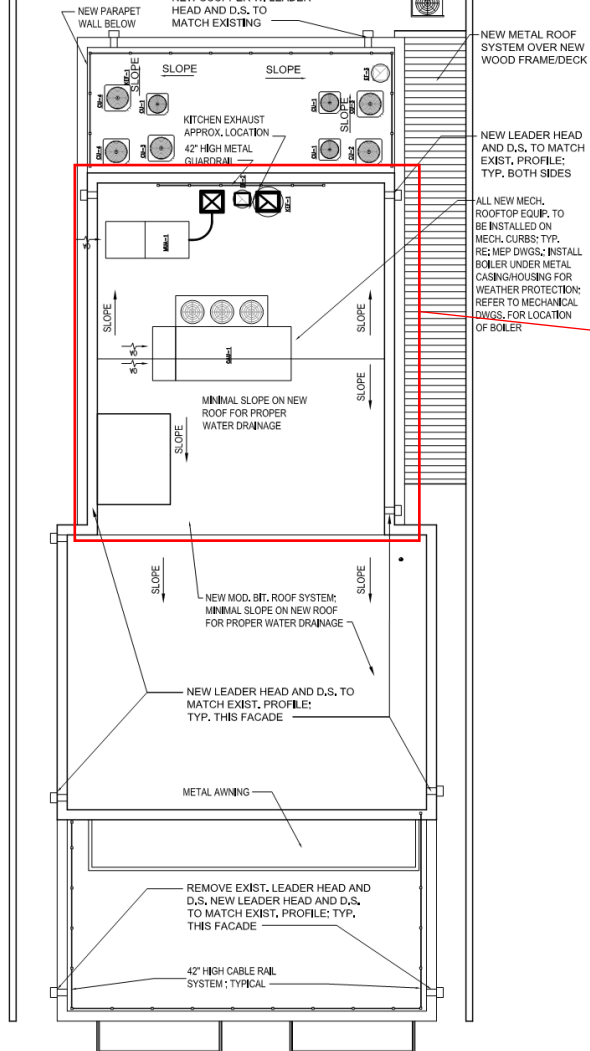 NEW PARAPET
WALL BELOW
HEAD AND D.S. TO
MATCH EXISTING
NEW METAL ROOF
SYSTEM OVER NEW
WOOD FRAME/DECK
SLOPE
SLOPE
SLOPE
SLOPE
KITCHEN EXHAUST
APPROX. LOCATION
42" HIGH METAL
GUARDRAIL
NEW LEADER HEAD
AND D.S. TO MATCH
EXIST. PROFILE;
TYP. BOTH SIDES
ALL NEW MECH.
ROOFTOP EQUIP. TO
BE INSTALLED ON
MECH. CURBS; TYP.
RE: MEP DWGS.; INSTALL
BOILER UNDER METAL
CASING/HOUSING FOR
WEATHER PROTECTION;
REFER TO MECHANICAL
DWGS. FOR LOCATION
OF BOILER
SLOPE
SLOPE
SLOPE
MINIMAL SLOPE ON NEW
ROOF FOR PROPER
WATER DRAINAGE
SLOPE
SLOPE
SLOPE
NEW MOD. BIT. ROOF SYSTEM;
MINIMAL SLOPE ON NEW ROOF
FOR PROPER WATER DRAINAGE
NEW LEADER HEAD AND D.S. TO
MATCH EXIST. PROFILE;
TYP. THIS FACADE
METAL AWNING
REMOVE EXIST. LEADER HEAD AND
D.S. NEW LEADER HEAD AND D.S.
TO MATCH EXIST. PROFILE; TYP.
THIS FACADE
42" HIGH CABLE RAIL
SYSTEM ; TYPICAL